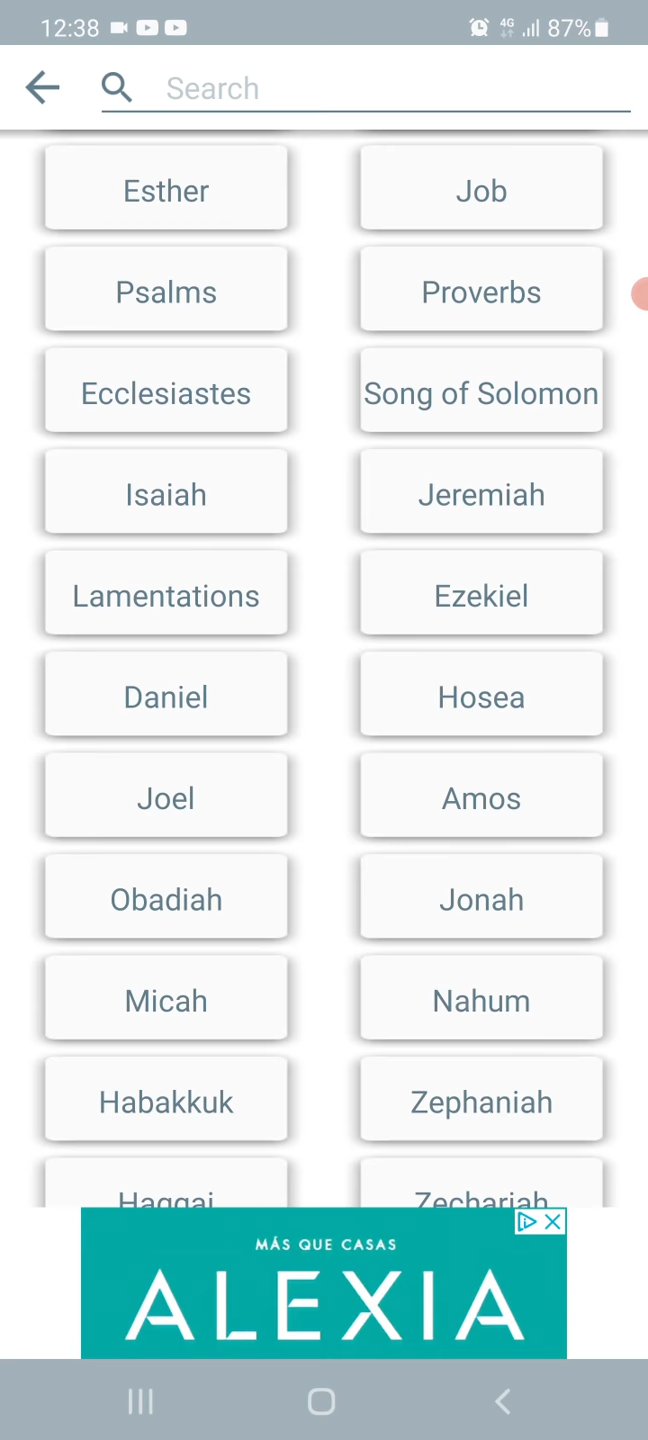 12:38 4G 87%
Search
Esther Job
Psalms Proverbs
Ecclesiastes Song of Solomon
Isaiah Jeremiah
Lamentations Ezekiel
Daniel Hosea
Joel Amos
Obadiah Jonah
Micah Nahum
Habakkuk Zephaniah
Haggai Zechariah
MÁS QUE CASAS
ALEXIA